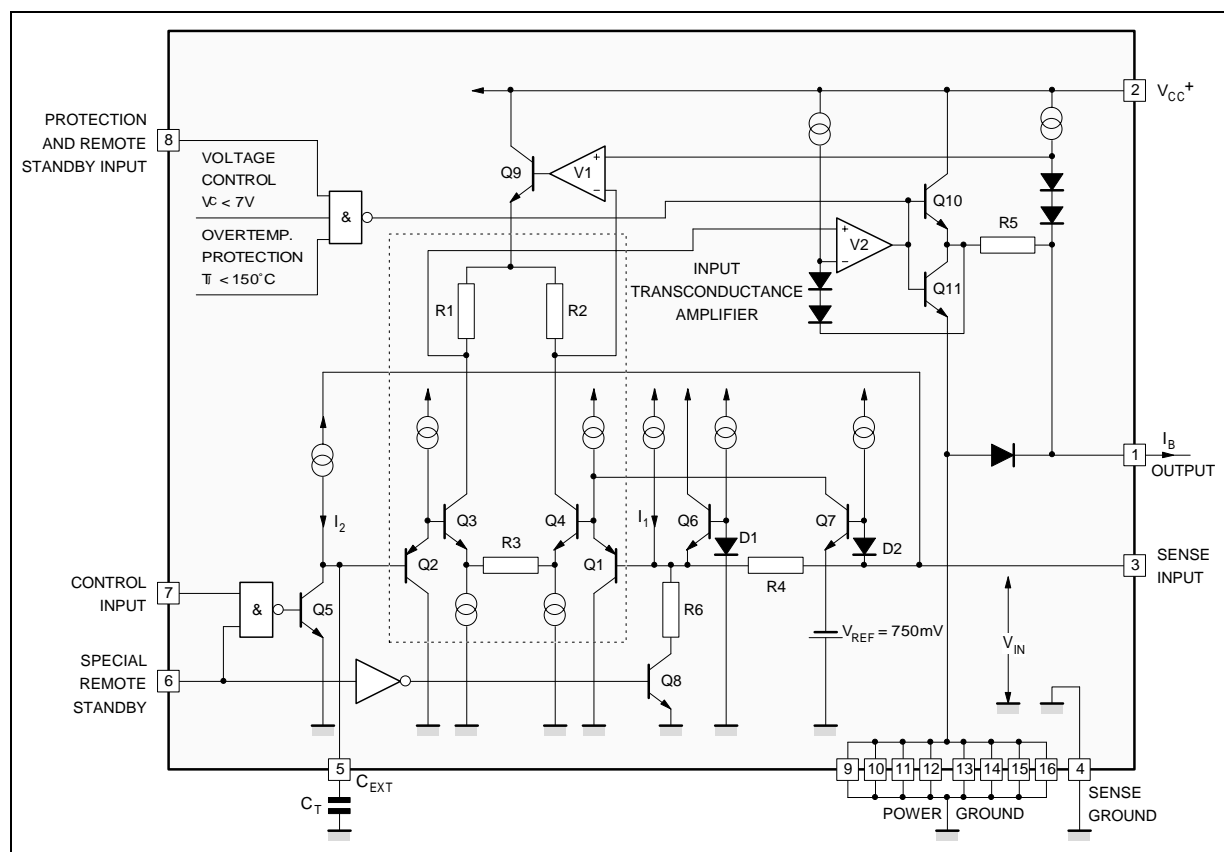 PROTECTION
AND REMOTE
STANDBY INPUT
8
VOLTAGE
CONTROL
VC < 7V
OVERTEMP.
PROTECTION
Tj < 150°C
&
Q9
V1
+
−
2
VCC+
Q10
R5
V2
+
−
Q11
INPUT
TRANSCONDUCTANCE
AMPLIFIER
R1
R2
I2
Q3
Q4
I1
Q6
Q7
1
IB
OUTPUT
Q2
R3
Q1
D1
R4
D2
3
SENSE
INPUT
CONTROL
INPUT
7
&
Q5
R6
VREF = 750mV
VIN
SPECIAL
REMOTE
STANDBY
6
Q8
5
CEXT
CT
9
10
11
12
13
14
15
16
4
SENSE
GROUND
POWER GROUND